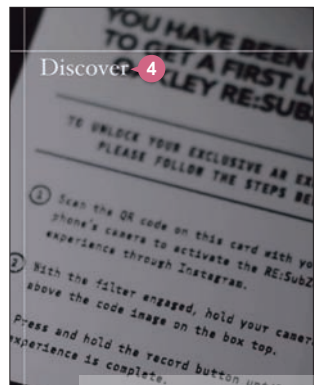 YOU HAVE BEEN
TO GET A FIRST
OAKLEY RE:SUBZ
Discover 4
TO UNLOCK YOUR EXCLUSIVE AR EX
PLEASE FOLLOW THE STEPS BE
1 Scan the QR code on this card with yo
phone's camera to activate the RE:SubZ
experience through Instagram.
2 With the filter engaged, hold your camera
above the code image on the box top.
Press and hold the record button
experience is complete.